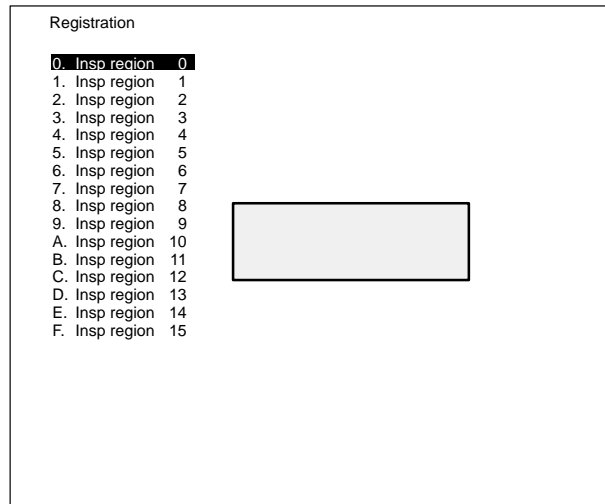 Registration
0. Insp region 0
1. Insp region 1
2. Insp region 2
3. Insp region 3
4. Insp region 4
5. Insp region 5
6. Insp region 6
7. Insp region 7
8. Insp region 8
9. Insp region 9
A. Insp region 10
B. Insp region 11
C. Insp region 12
D. Insp region 13
E. Insp region 14
F. Insp region 15